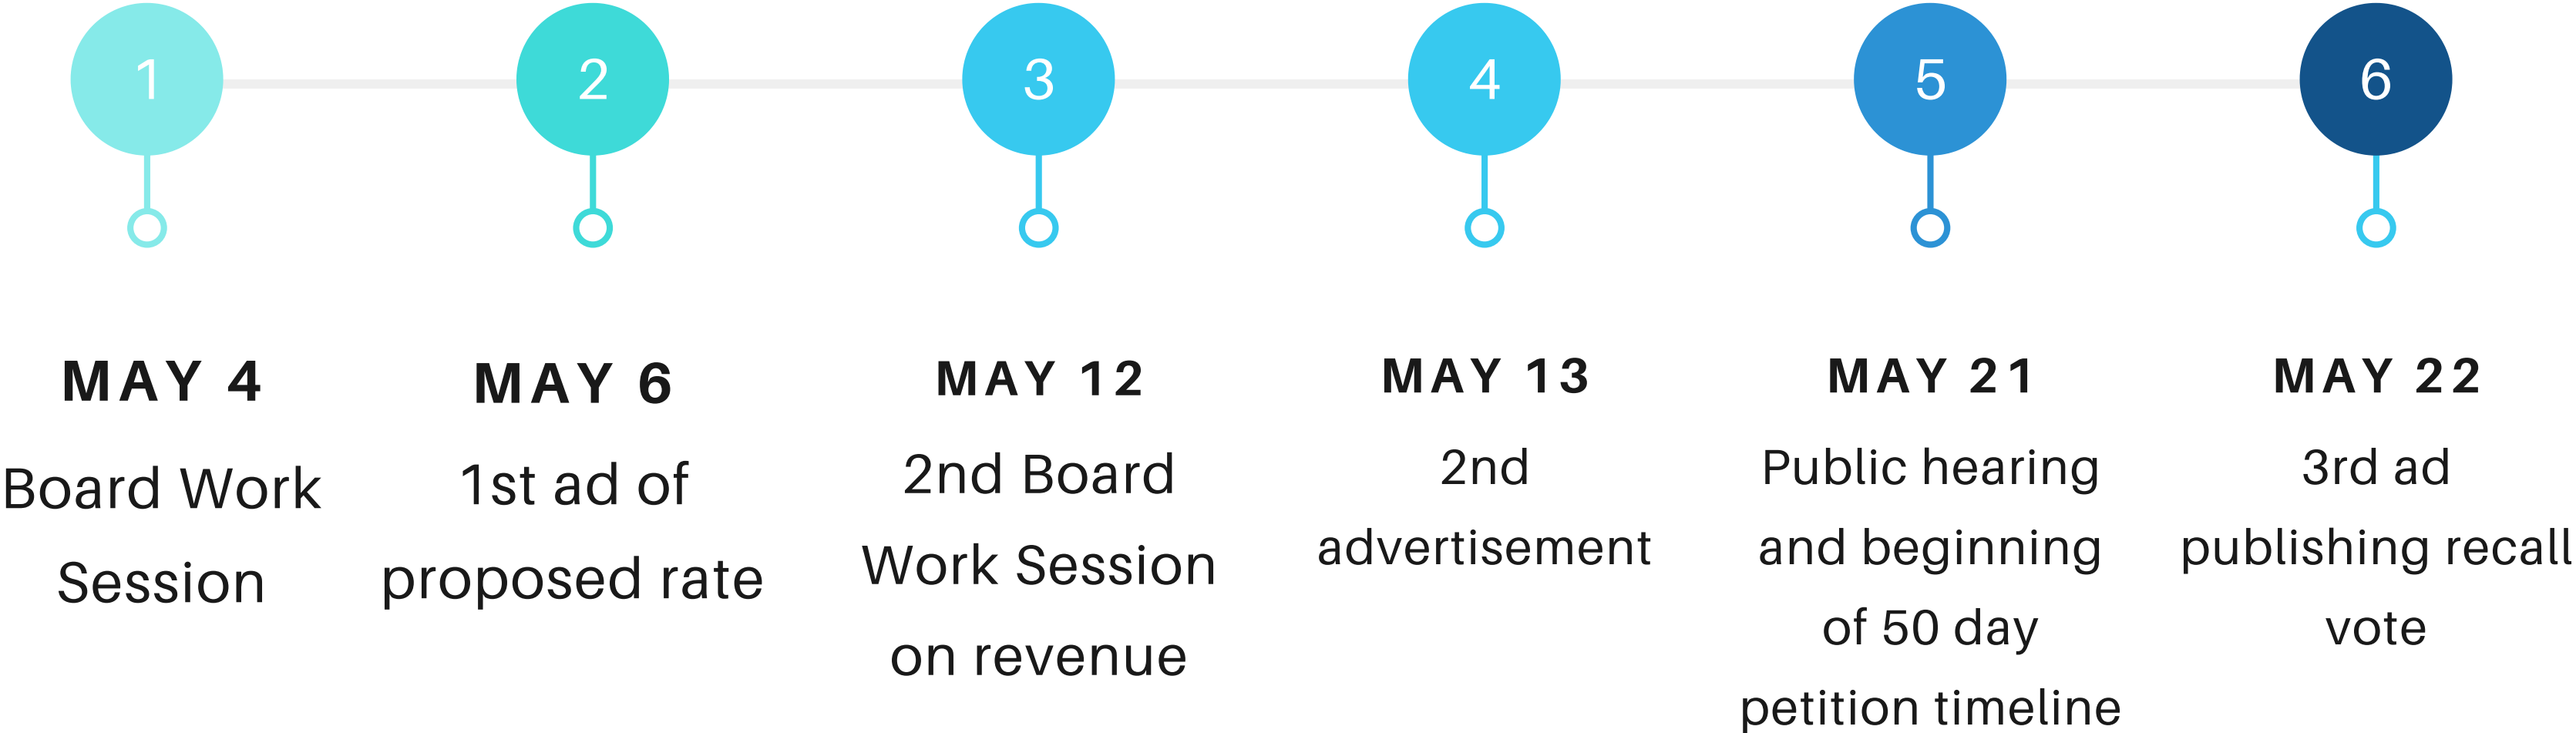 1
2
3
4
5
6
MAY 4
Board Work
Session
MAY 6
1st ad of
proposed rate
MAY 12
2nd Board
Work Session
on revenue
MAY 13
2nd
advertisement
MAY 21
Public hearing
and beginning
of 50 day
petition timeline
MAY 22
3rd ad
publishing recall
vote